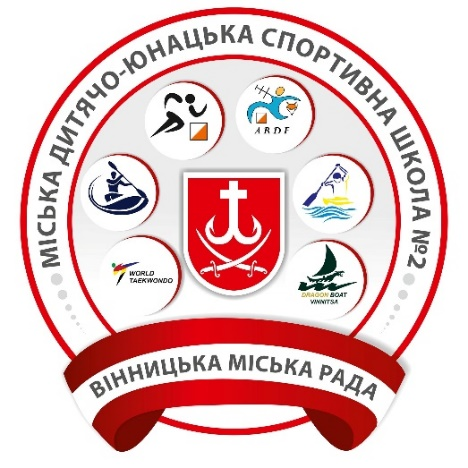 МІСЬКА ДИТЯЧО-ЮНАЦЬКА СПОРТИВНА ШКОЛА №2
ARDF
WORLD
TAEKWONDO
DRAGON BOAT
VINNITSA
ВІННИЦЬКА МІСЬКА РАДА